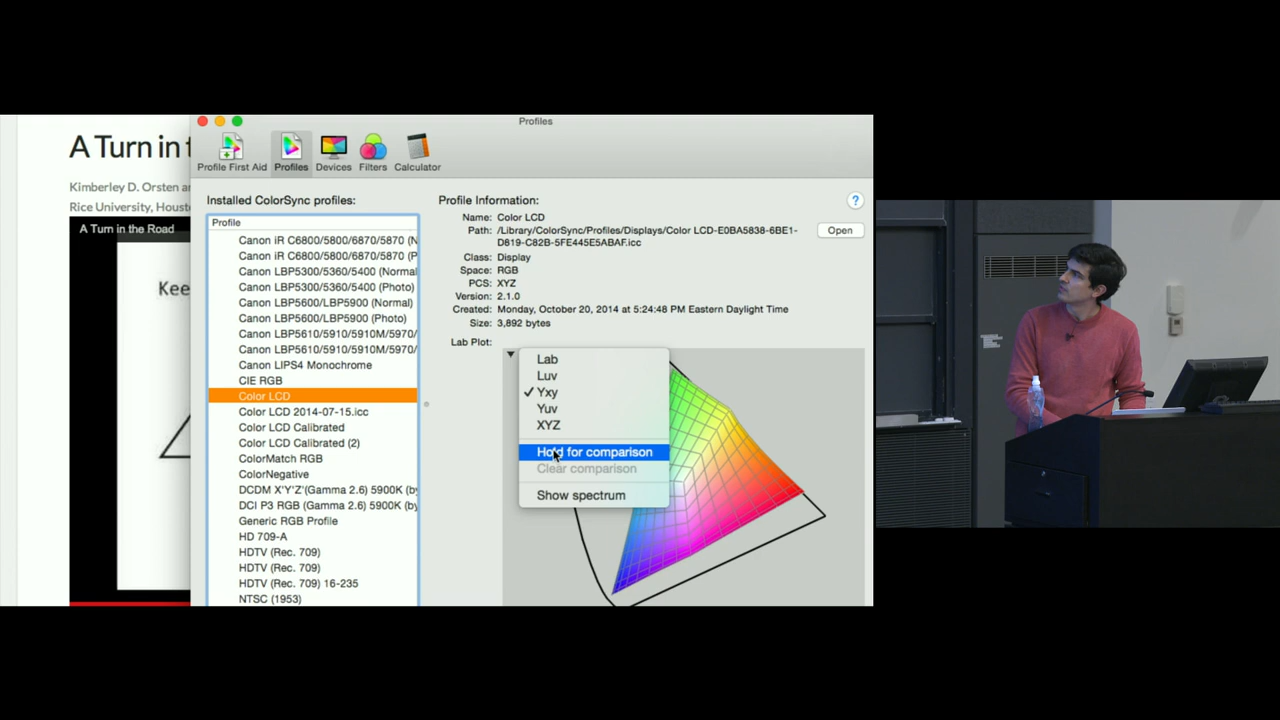 A Turn in t
Kimberley D. Orsten an
Rice University, Houst
A Turn in the Road
Kee
Profiles
Profile First Aid
Profiles
Devices
Filters
Calculator
Installed ColorSync profiles:
Profile
Canon iR C6800/5800/6870/5870 (N
Canon iR C6800/5800/6870/5870 (P
Canon LBP5300/5360/5400 (Normal
Canon LBP5300/5360/5400 (Photo)
Canon LBP5600/LBP5900 (Normal)
Canon LBP5600/LBP5900 (Photo)
Canon LBP5610/5910/5910M/5970/
Canon LBP5610/5910/5910M/5970/
Canon LIPS4 Monochrome
CIE RGB
Color LCD
Color LCD 2014-07-15.icc
Color LCD Calibrated
Color LCD Calibrated (2)
ColorMatch RGB
ColorNegative
DCDM X'Y'Z'(Gamma 2.6) 5900K (by
DCI P3 RGB (Gamma 2.6) 5900K (by
Generic RGB Profile
HD 709-A
HDTV (Rec. 709)
HDTV (Rec. 709)
HDTV (Rec. 709) 16-235
NTSC (1953)
Profile Information:
?
Name: Color LCD
Path: /Library/ColorSync/Profiles/Displays/Color LCD-E0BA5838-6BE1-
D819-C82B-5FE445E5ABAF.icc
Open
Class: Display
Space: RGB
PCS: XYZ
Version: 2.1.0
Created: Monday, October 20, 2014 at 5:24:48 PM Eastern Daylight Time
Size: 3,892 bytes
Lab Plot:
Lab
Luv
✓ Yxy
Yuv
XYZ
Hold for comparison
Clear comparison
Show spectrum